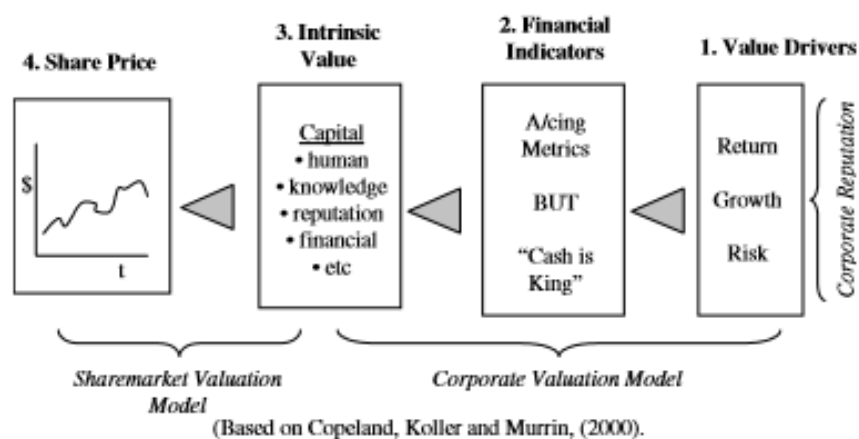 4. Share Price
$
t
3. Intrinsic
Value
Capital
• human
• knowledge
• reputation
• financial
• etc
2. Financial
Indicators
A/cing
Metrics
BUT
“Cash is
King”
1. Value Drivers
Return
Growth
Risk
Corporate Reputation
Sharemarket Valuation
Model
Corporate Valuation Model
(Based on Copeland, Koller and Murrin, (2000).